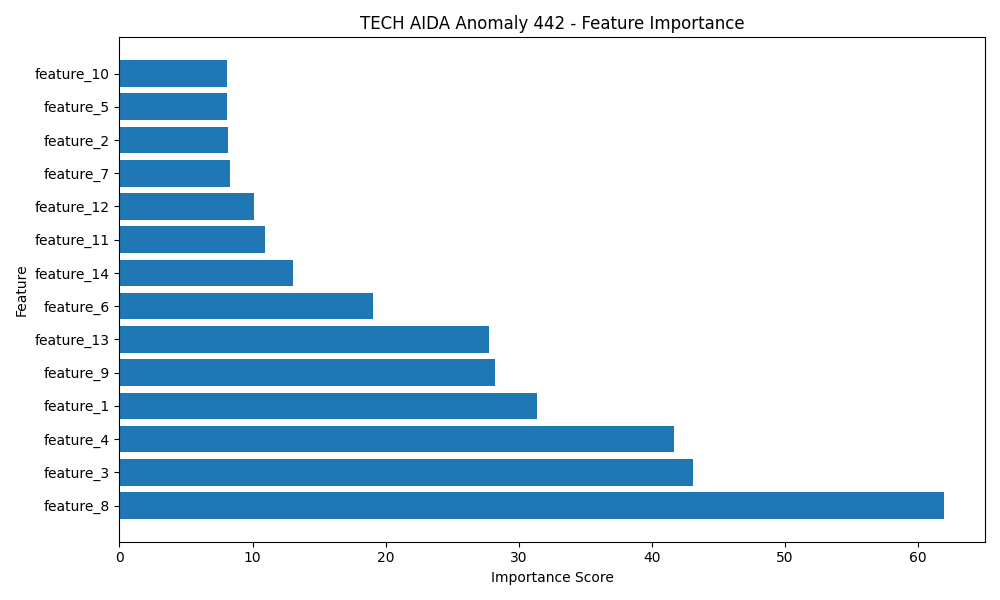 TECH AIDA Anomaly 442 - Feature Importance
feature_10
feature_5
feature_2
feature_7
feature_12
feature_11
feature_14
feature_6
feature_13
feature_9
feature_1
feature_4
feature_3
feature_8
Feature
0 10 20 30 40 50 60
Importance Score